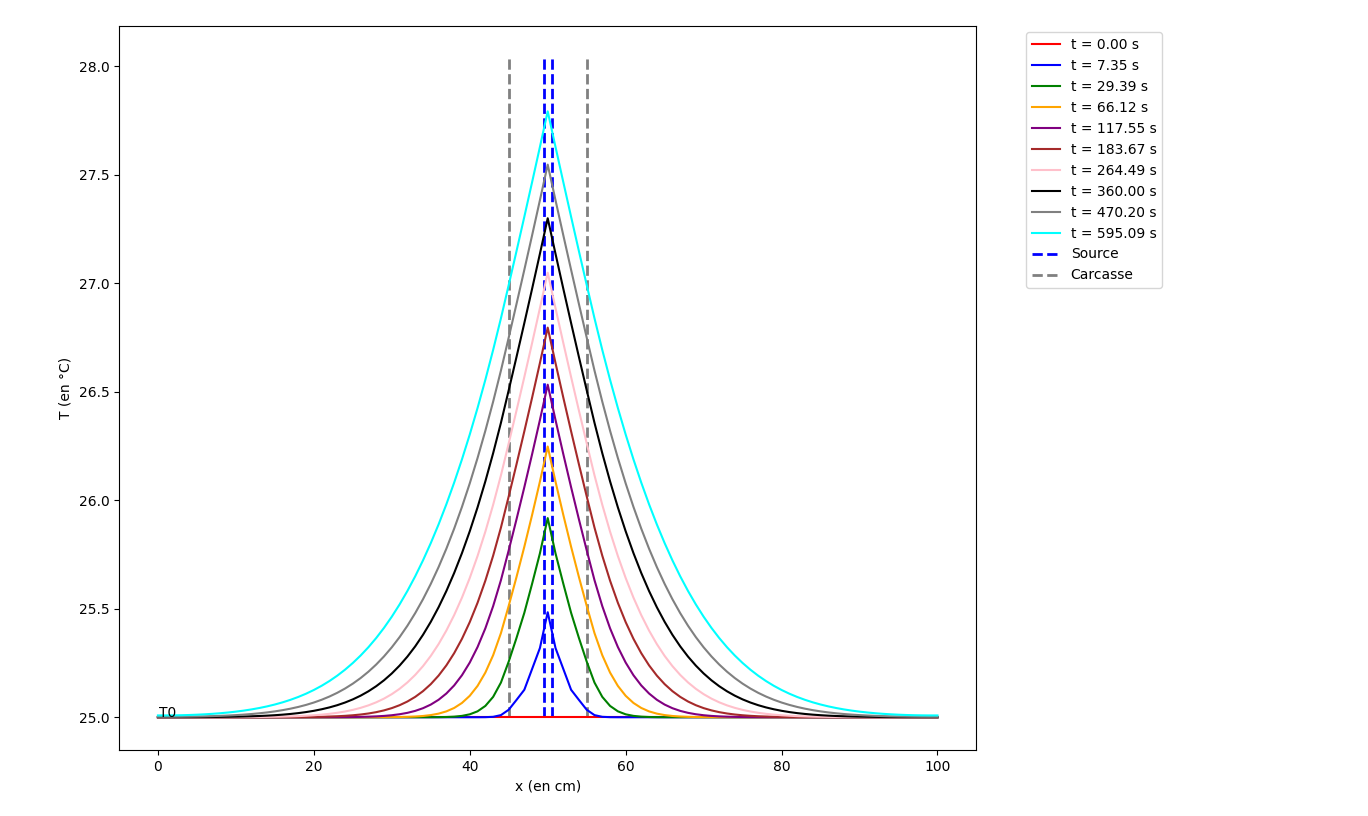 28.0
27.5
27.0
26.5
26.0
25.5
25.0
T (en °C)
T0
0 20 40 60 80 100
x (en cm)
t = 0.00 s
t = 7.35 s
t = 29.39 s
t = 66.12 s
t = 117.55 s
t = 183.67 s
t = 264.49 s
t = 360.00 s
t = 470.20 s
t = 595.09 s
Source
Carcasse